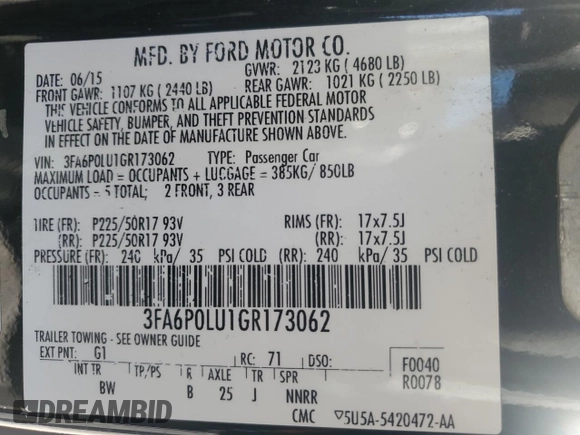 MFD. BY FORD MOTOR CO.
DATE: 06/15 GVWR: 2123 KG ( 4680 LB)
FRONT GAWR: 1107 KG ( 2440 LB) REAR GAWR: 1021 KG ( 2250 LB)
THIS VEHICLE CONFORMS TO ALL APPLICABLE FEDERAL MOTOR
VEHICLE SAFETY, BUMPER, AND THEFT PREVENTION STANDARDS
IN EFFECT ON THE DATE OF MANUFACTURE SHOWN ABOVE.
VIN: 3FA6P0LU1GR173062 TYPE: Passenger Car
MAXIMUM LOAD = OCCUPANTS + LUGGAGE = 385KG/ 850LB
OCCUPANTS = 5 TOTAL; 2 FRONT, 3 REAR
TIRE (FR): P225/50R17 93V RIMS (FR): 17x7.5J
(RR): P225/50R17 93V (RR): 17x7.5J
PRESSURE (FR): 240 kPa/ 35 PSI COLD (RR): 240 kPa/ 35 PSI COLD
3FA6P0LU1GR173062
TRAILER TOWING - SEE OWNER GUIDE
EXT PNT: G1 RC: 71 DSO: F0040
INT TR TP/PS R AXLE TR SPR R0078
BW B 25 J NNRR
CMC ▽5U5A-5420472-AA
DREAMBID